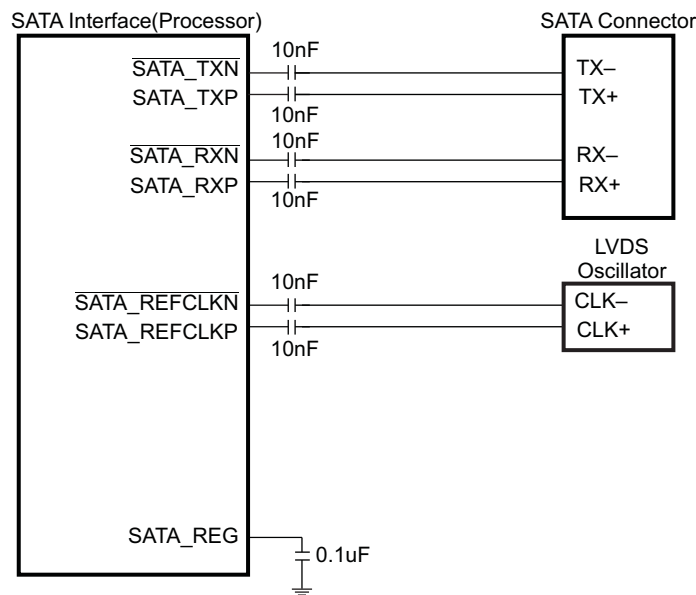 SATA Interface(Processor)
SATA Connector
10nF
SATA_TXN
TX–
SATA_TXP
TX+
10nF
10nF
SATA_RXN
RX–
SATA_RXP
RX+
10nF
LVDS
Oscillator
10nF
SATA_REFCLKN
CLK–
SATA_REFCLKP
CLK+
10nF
SATA_REG
0.1uF